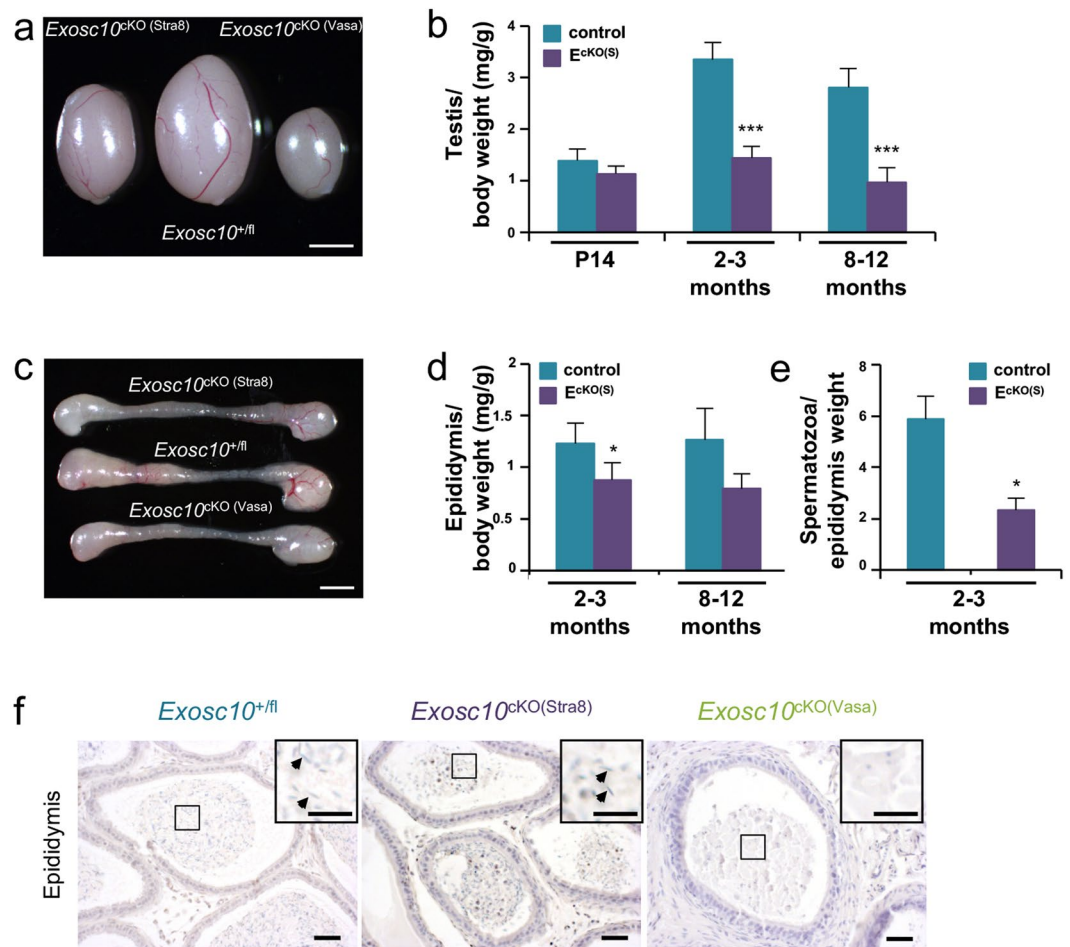 a
Exosc10cKO (Stra8)
Exosc10cKO (Vasa)
Exosc10+/fl
b
control
EcKO(S)
Testis/
body weight (mg/g)
4
3
2
1
0
***
***
P14
2-3
months
8-12
months
c
Exosc10cKO (Stra8)
Exosc10+/fl
Exosc10cKO (Vasa)
d
control
EcKO(S)
Epididymis/
body weight (mg/g)
2
1.5
1
0.5
0
*
2-3
months
8-12
months
e
control
EcKO(S)
Spermatozoa/
epididymis weight
8
6
4
2
0
*
2-3
months
f
Exosc10+/fl
Exosc10cKO(Stra8)
Exosc10cKO(Vasa)
Epididymis